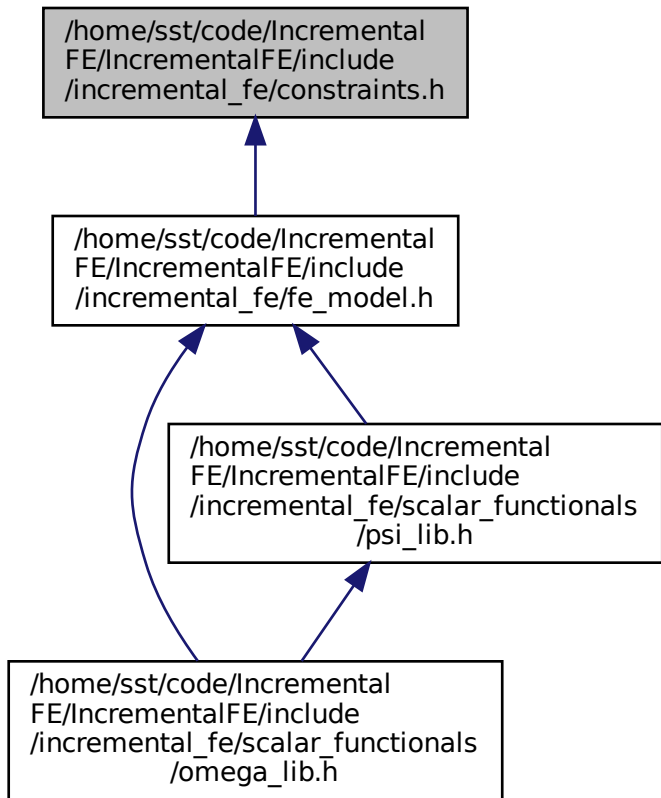 /home/sst/code/Incremental
FE/IncrementalFE/include
/incremental_fe/constraints.h
/home/sst/code/Incremental
FE/IncrementalFE/include
/incremental_fe/fe_model.h
/home/sst/code/Incremental
FE/IncrementalFE/include
/incremental_fe/scalar_functionals
/psi_lib.h
/home/sst/code/Incremental
FE/IncrementalFE/include
/incremental_fe/scalar_functionals
/omega_lib.h